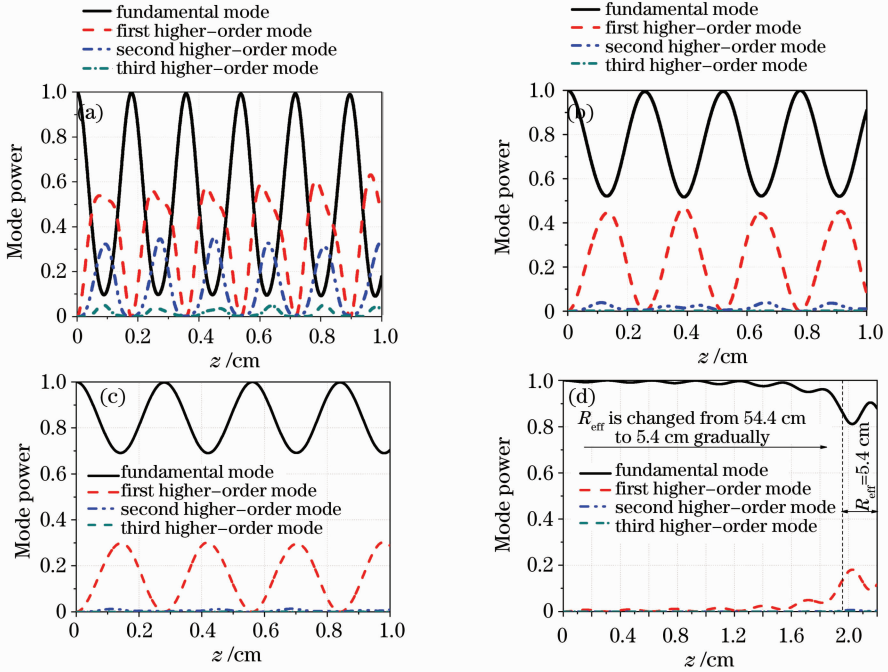 fundamental mode
first higher-order mode
second higher-order mode
third higher-order mode
(a)
1.0
0.8
0.6
0.4
0.2
0
Mode power
0 0.2 0.4 0.6 0.8 1.0
z /cm
fundamental mode
first higher-order mode
second higher-order mode
third higher-order mode
(b)
1.0
0.8
0.6
0.4
0.2
0
Mode power
0 0.2 0.4 0.6 0.8 1.0
z /cm
(c)
1.0
0.8
0.6
0.4
0.2
0
Mode power
fundamental mode
first higher-order mode
second higher-order mode
third higher-order mode
0 0.2 0.4 0.6 0.8 1.0
z /cm
(d)
1.0
0.8
0.6
0.4
0.2
0
Mode power
Reff is changed from 54.4 cm
to 5.4 cm gradually
fundamental mode
first higher-order mode
second higher-order mode
third higher-order mode
Reff=5.4 cm
0 0.4 0.8 1.2 1.6 2.0
z /cm